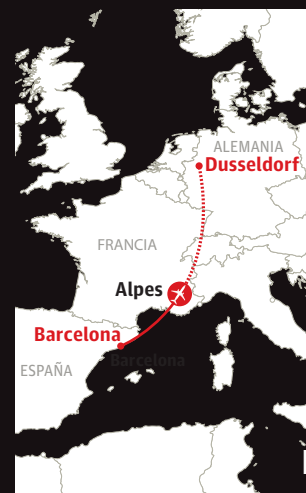 ALEMANIA
Dusseldorf
FRANCIA
Alpes
Barcelona
Barcelona
ESPAÑA